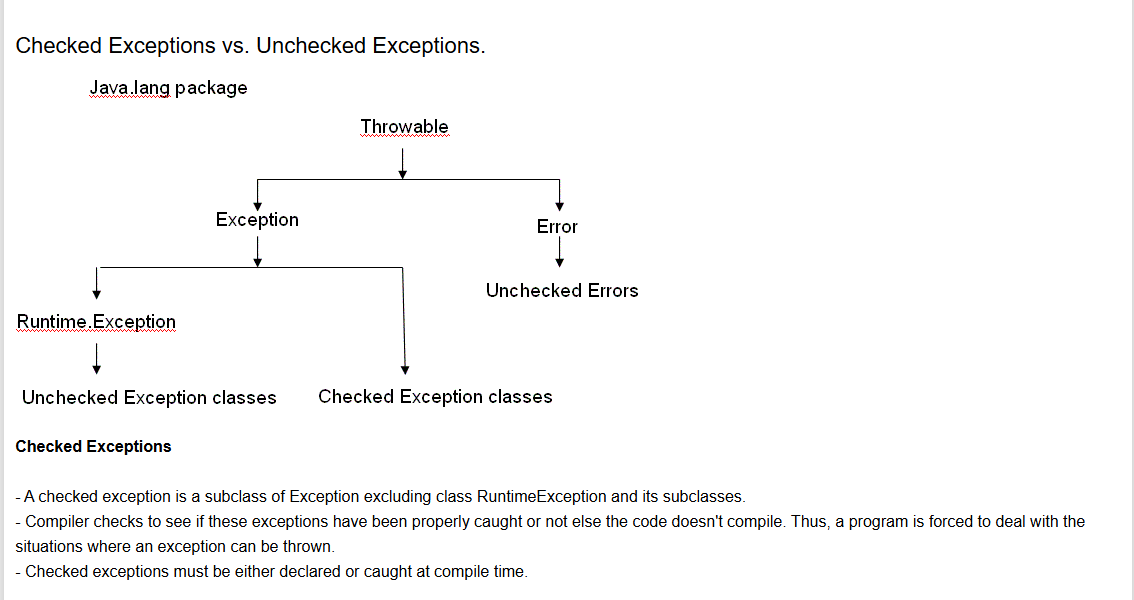 Checked Exceptions vs. Unchecked Exceptions.
Java.lang package
Throwable
Exception
Error
Unchecked Errors
Runtime.Exception
Unchecked Exception classes
Checked Exception classes
Checked Exceptions
- A checked exception is a subclass of Exception excluding class RuntimeException and its subclasses.
- Compiler checks to see if these exceptions have been properly caught or not else the code doesn't compile. Thus, a program is forced to deal with the
situations where an exception can be thrown.
- Checked exceptions must be either declared or caught at compile time.